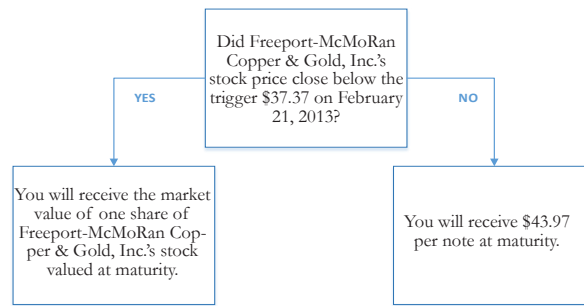 Did Freeport-McMoRan
Copper & Gold, Inc.'s
stock price close below the
trigger $37.37 on February
21, 2013?
YES
NO
You will receive the market
value of one share of
Freeport-McMoRan Cop-
per & Gold, Inc.'s stock
valued at maturity.
You will receive $43.97
per note at maturity.